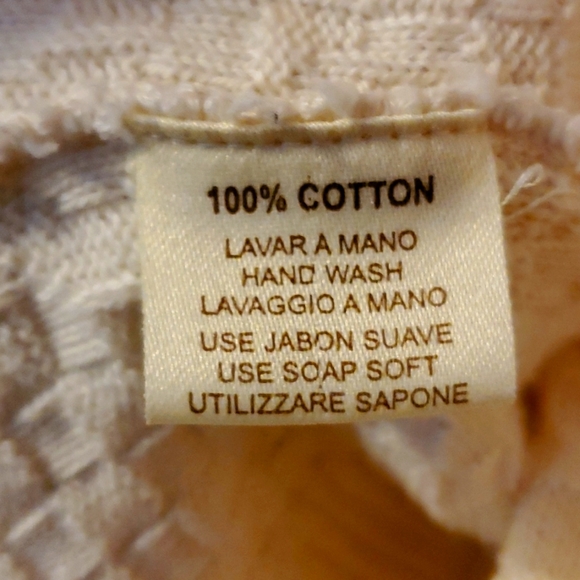 100% COTTON
LAVAR A MANO
HAND WASH
LAVAGGIO A MANO
USE JABON SUAVE
USE SOAP SOFT
UTILIZZARE SAPONE